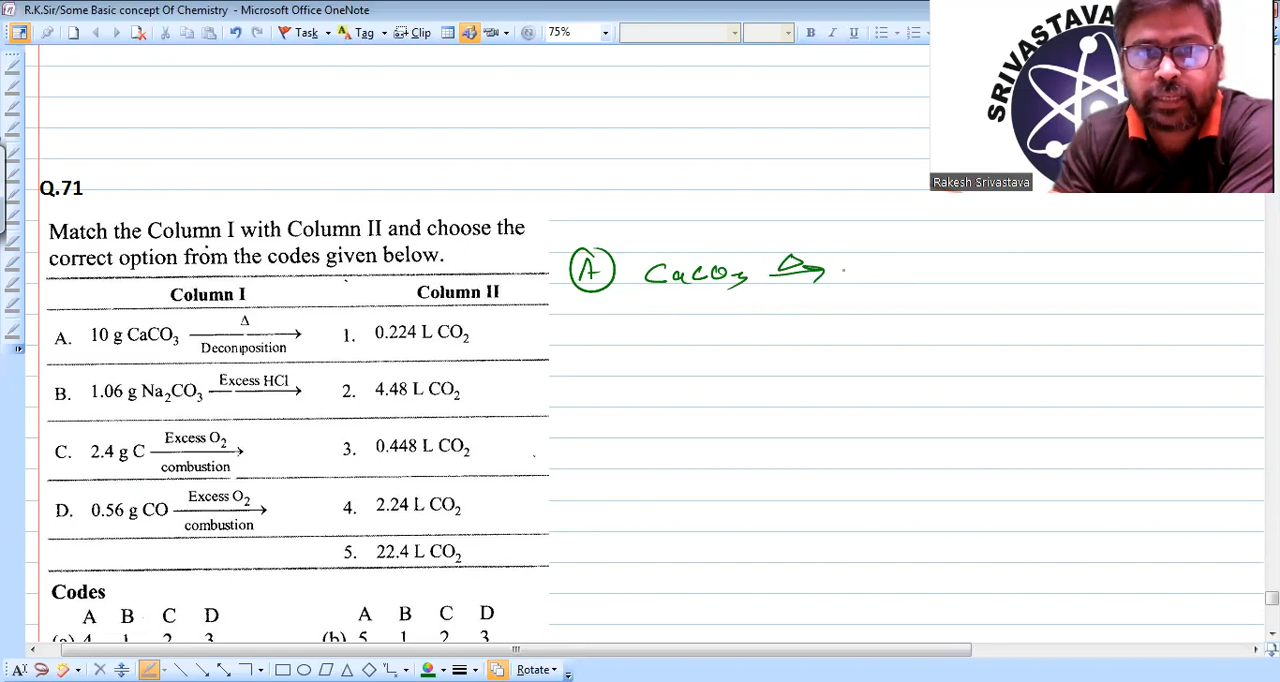 R.K.Sir/Some Basic concept Of Chemistry - Microsoft Office OneNote
Task Tag Clip 75% B I U
SRIVASTAVA
Rakesh Srivastava
Q.71
Match the Column I with Column II and choose the
correct option from the codes given below.
Column I Column II
A. 10 g CaCO₃ —Δ/Decomposition→ 1. 0.224 L CO₂
B. 1.06 g Na₂CO₃ —Excess HCl→ 2. 4.48 L CO₂
C. 2.4 g C —Excess O₂/combustion→ 3. 0.448 L CO₂
D. 0.56 g CO —Excess O₂/combustion→ 4. 2.24 L CO₂
5. 22.4 L CO₂
Codes
A B C D A B C D
(a) 4 1 2 3 (b) 5 1 2 3
A CaCO₃ —Δ→
Rotate